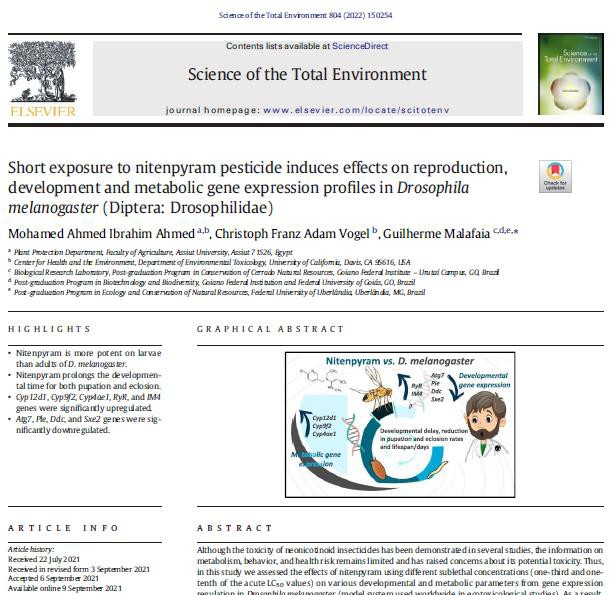 Science of the Total Environment 804 (2022) 150254
Contents lists available at ScienceDirect
Science of the Total Environment
journal homepage: www.elsevier.com/locate/scitotenv
ELSEVIER
Science of the
Total Environment
Check for
updates
Short exposure to nitenpyram pesticide induces effects on reproduction,
development and metabolic gene expression profiles in Drosophila
melanogaster (Diptera: Drosophilidae)
Mohamed Ahmed Ibrahim Ahmed a,b, Christoph Franz Adam Vogel b, Guilherme Malafaia c,d,e,*
a Plant Protection Department, Faculty of Agriculture, Assiut University, Assiut 71526, Egypt
b Center for Health and the Environment, Department of Environmental Toxicology, University of California, Davis, CA 95616, USA
c Biological Research Laboratory, Post-graduation Program in Conservation of Cerrado Natural Resources, Goiano Federal Institute – Urutaí Campus, GO, Brazil
d Post-graduation Program in Biotechnology and Biodiversity, Goiano Federal Institution and Federal University of Goiás, GO, Brazil
e Post-graduation Program in Ecology and Conservation of Natural Resources, Federal University of Uberlândia, Uberlândia, MG, Brazil
HIGHLIGHTS
• Nitenpyram is more potent on larvae
than adults of D. melanogaster.
• Nitenpyram prolongs the developmen-
tal time for both pupation and eclosion.
• Cyp12d1, Cyp9f2, Cyp4ae1, RyR, and IM4
genes were significantly upregulated.
• Atg7, Ple, Ddc, and Sxe2 genes were sig-
nificantly downregulated.
GRAPHICAL ABSTRACT
Nitenpyram vs. D. melanogaster
RyR
IM4
Atg7
Ple
Ddc
Sxe2
Developmental
gene expression
Cyp12d1
Cyp9f2
Cyp4ae1
Metabolic gene
expression
Developmental delay, reduction
in pupation and eclosion rates
and lifespan/days
ARTICLE INFO
Article history:
Received 22 July 2021
Received in revised form 3 September 2021
Accepted 6 September 2021
Available online 9 September 2021
ABSTRACT
Although the toxicity of neonicotinoid insecticides has been demonstrated in several studies, the information on
metabolism, behavior, and health risk remains limited and has raised concerns about its potential toxicity. Thus,
in this study we assessed the effects of nitenpyram using different sublethal concentrations (one-third and one-
tenth of the acute LC50 values) on various developmental and metabolic parameters from gene expression
regulation in Drosophila melanogaster (model system used worldwide in ecotoxicological studies). As a result,